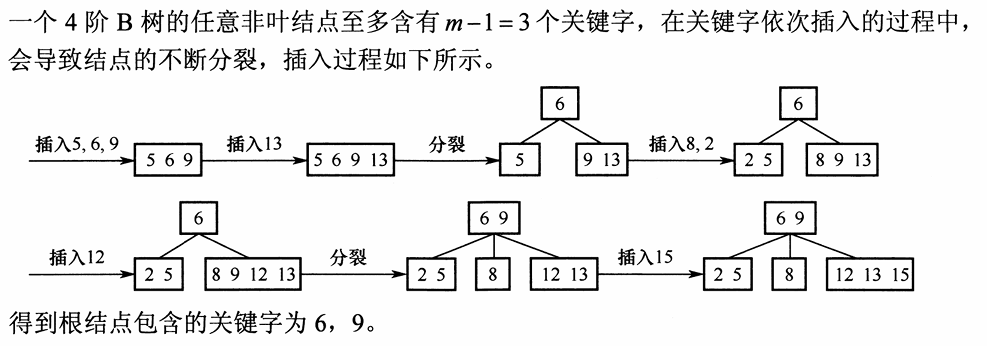 一个 4 阶 B 树的任意非叶结点至多含有 m−1=3 个关键字，在关键字依次插入的过程中，
会导致结点的不断分裂，插入过程如下所示。
插入5, 6, 9
5 6 9
插入13
5 6 9 13
分裂
6
5
9 13
插入8, 2
6
2 5
8 9 13
插入12
6
2 5
8 9 12 13
分裂
6 9
2 5
8
12 13
插入15
6 9
2 5
8
12 13 15
得到根结点包含的关键字为 6，9。